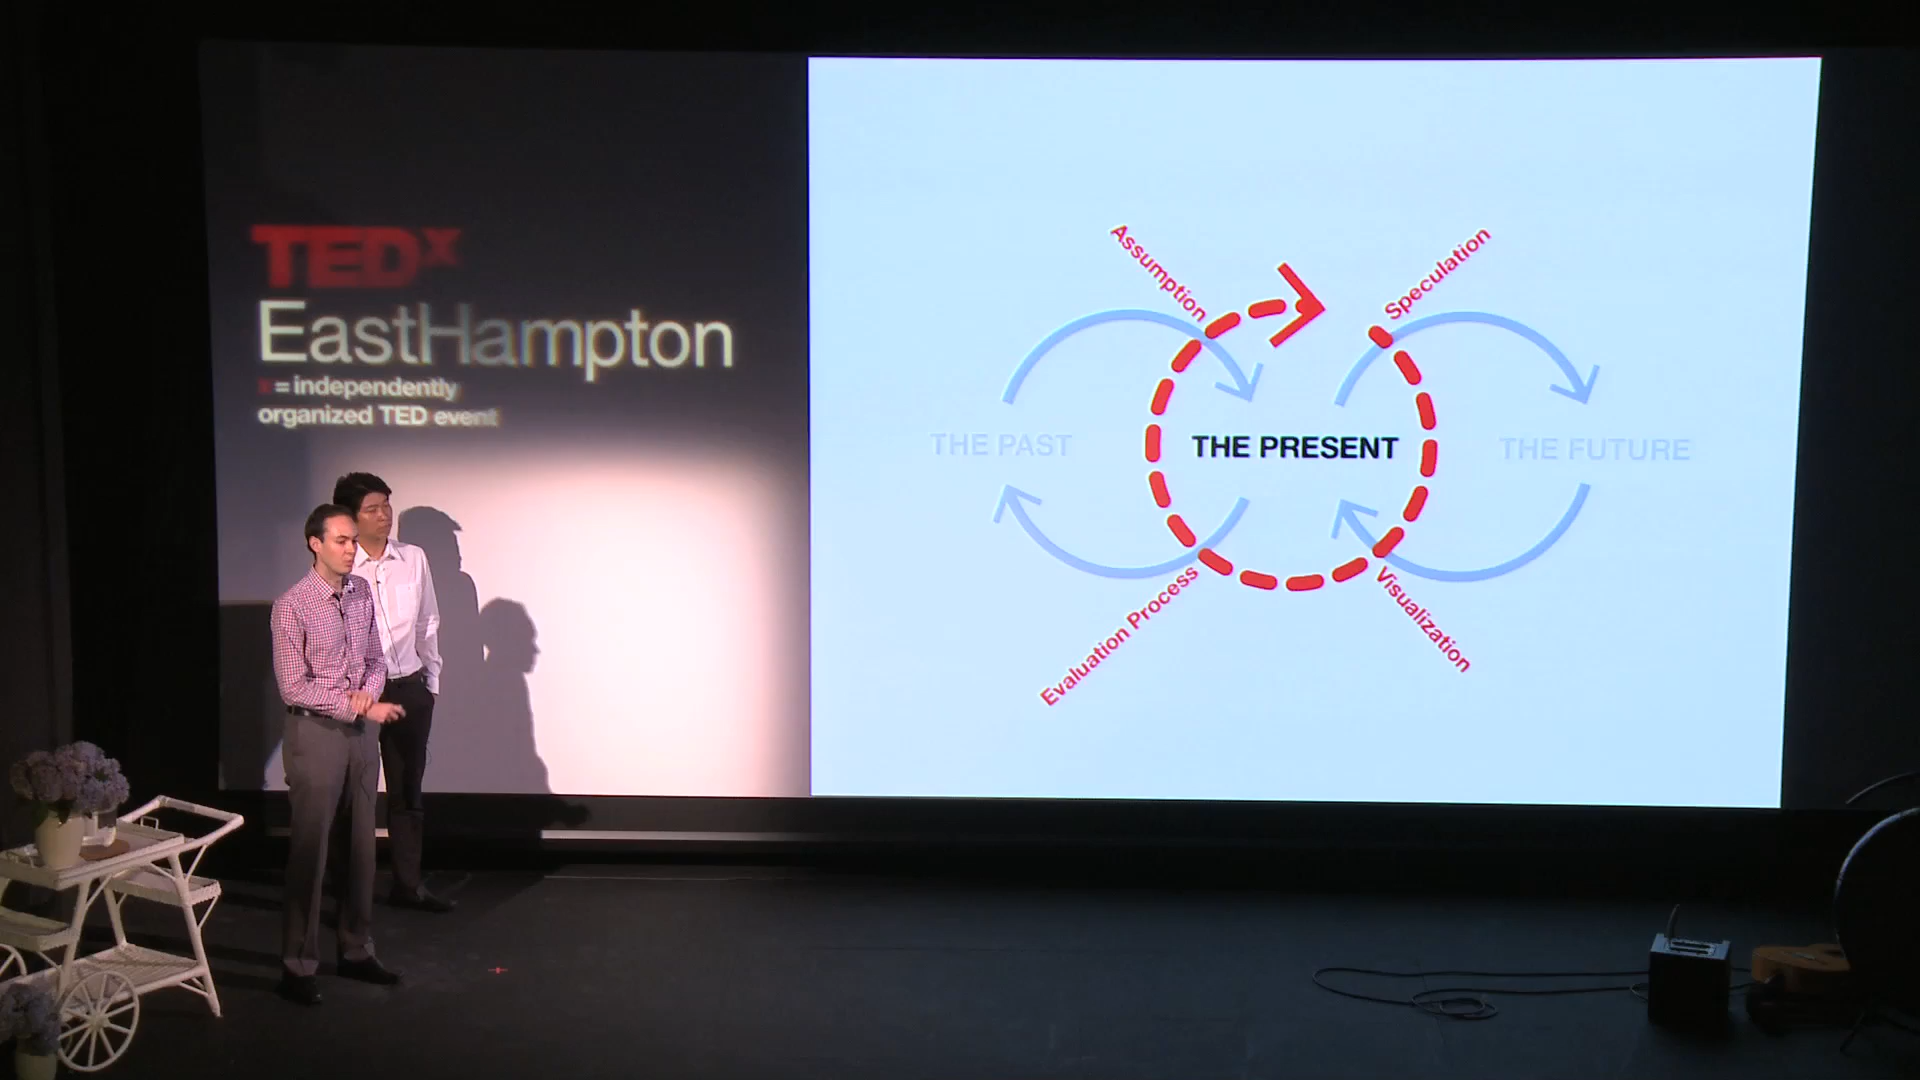 TEDx
EastHampton
x = independently
organized TED event
Assumption
Speculation
THE PAST
THE PRESENT
THE FUTURE
Evaluation Process
Visualization